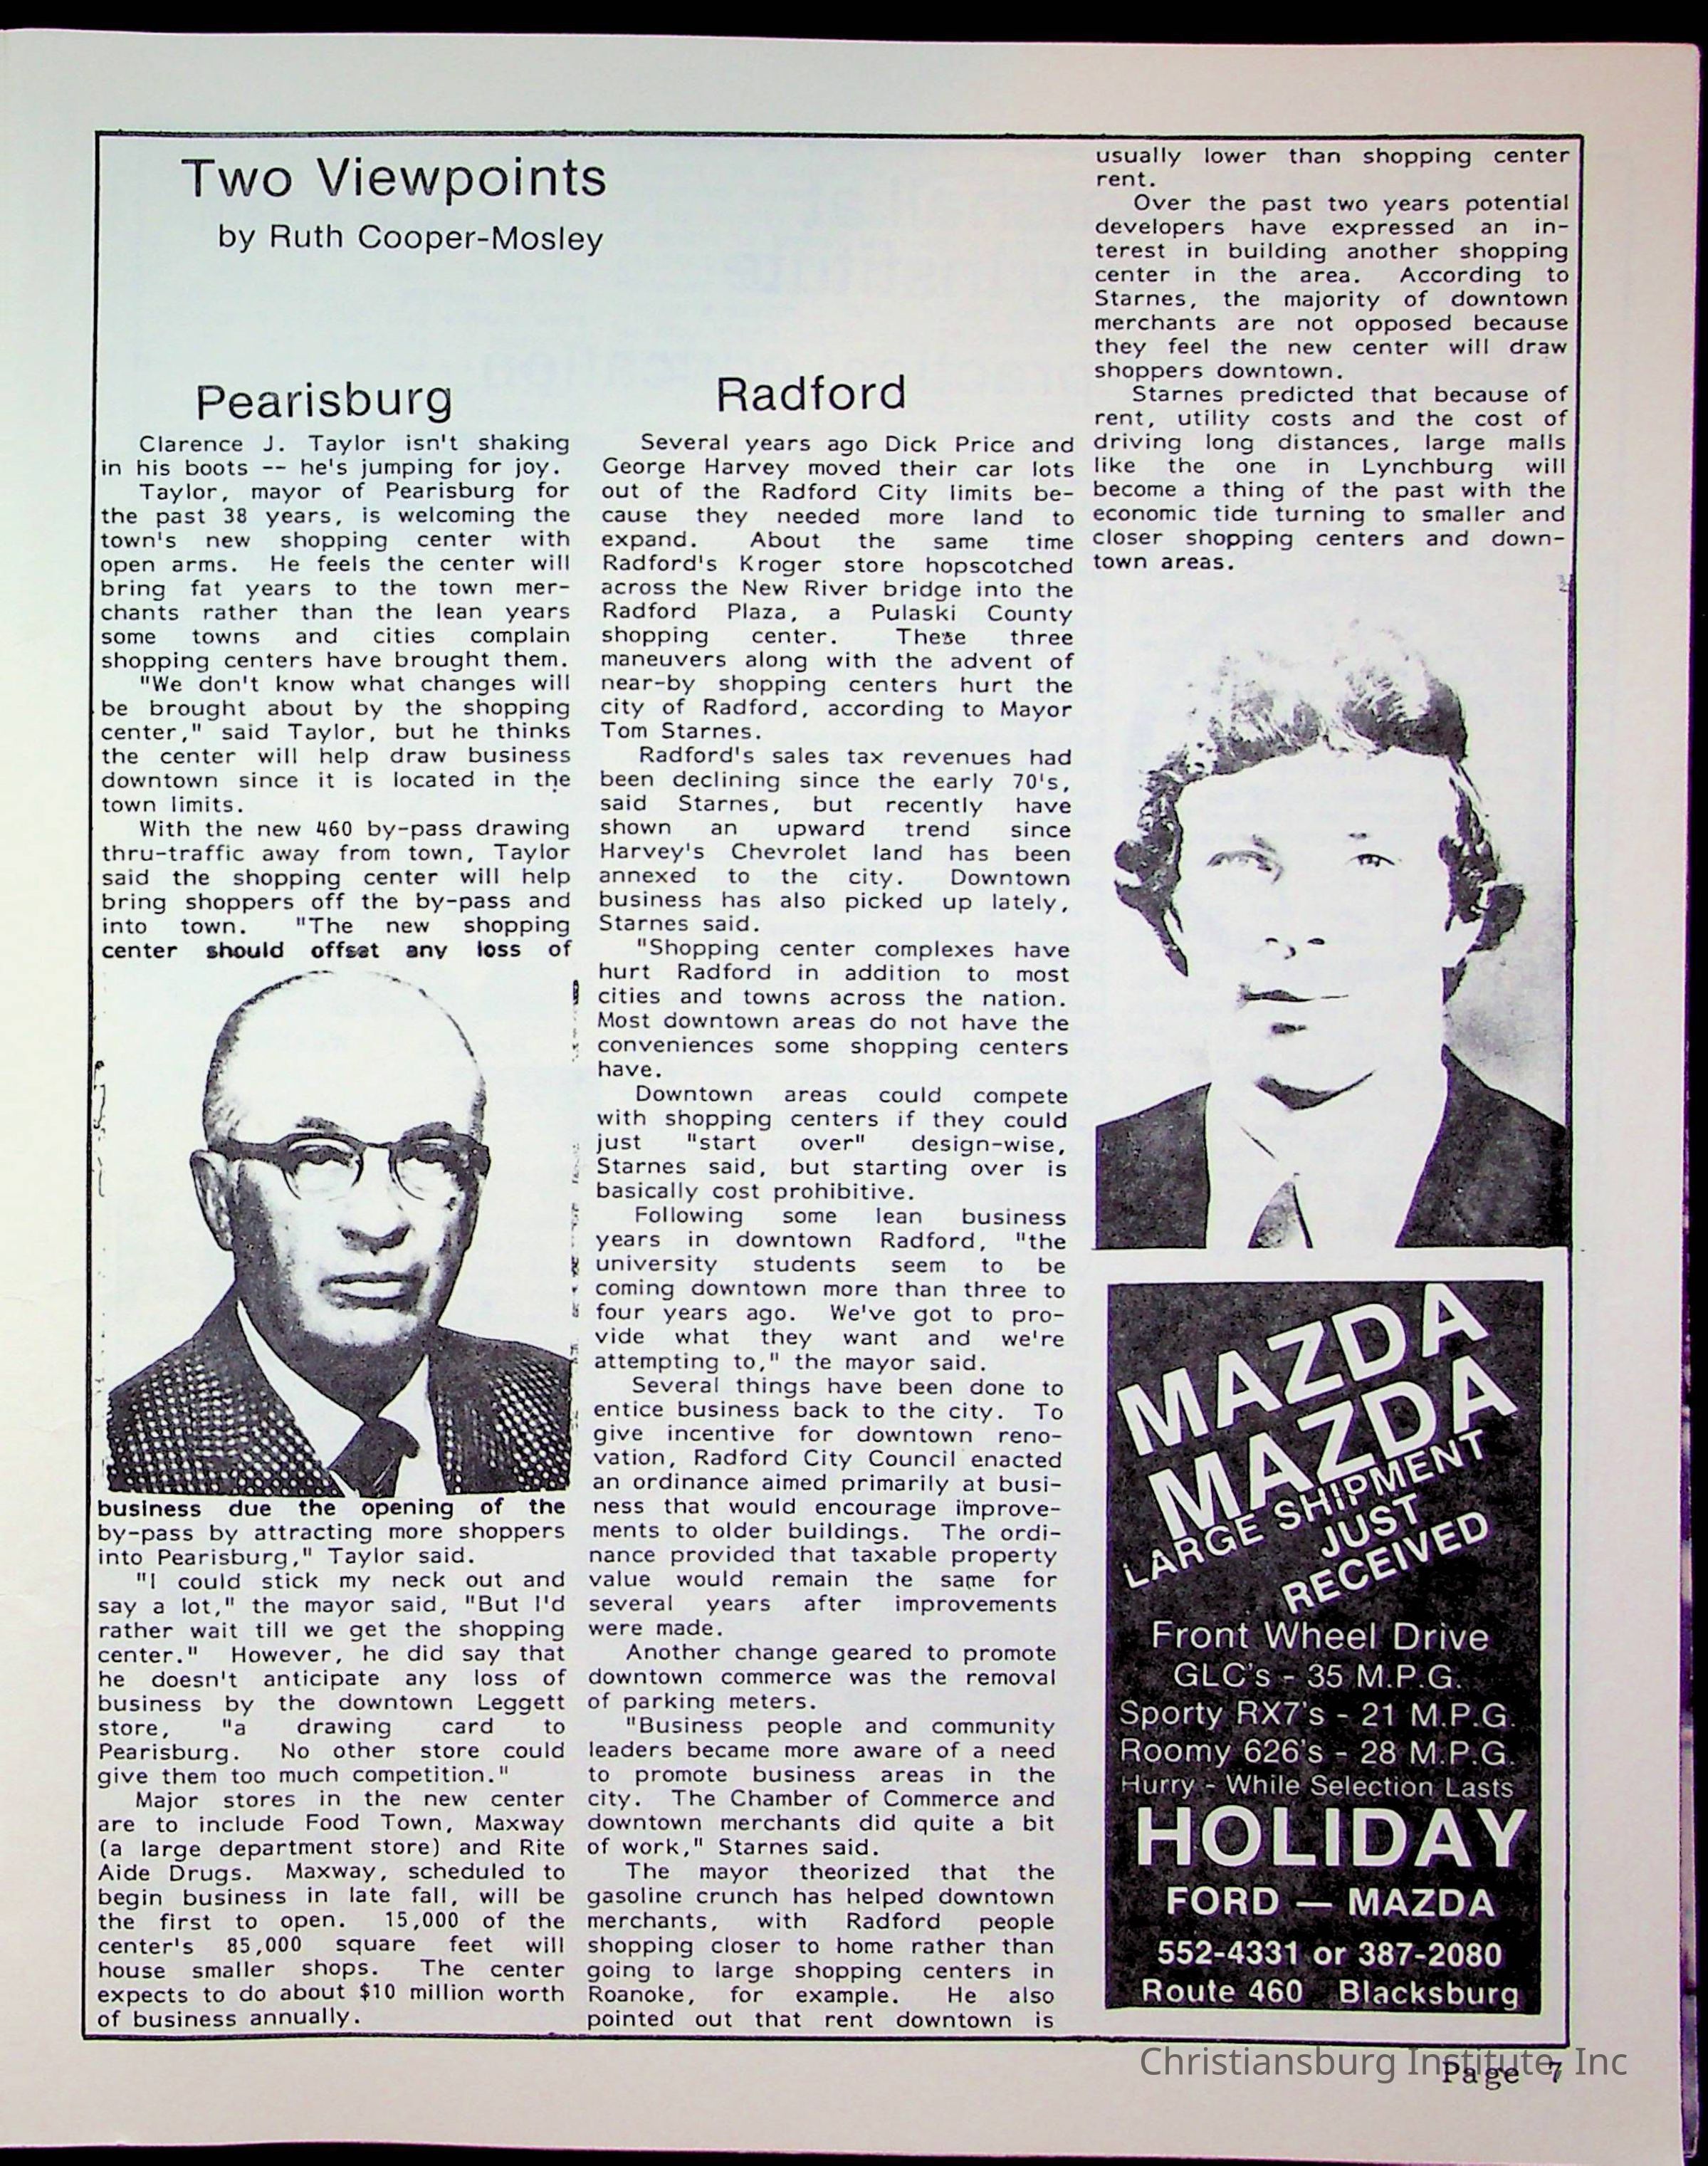 Two Viewpoints
by Ruth Cooper-Mosley
Pearisburg
Clarence J. Taylor isn't shaking
in his boots -- he's jumping for joy.
Taylor, mayor of Pearisburg for
the past 38 years, is welcoming the
town's new shopping center with
open arms. He feels the center will
bring fat years to the town mer-
chants rather than the lean years
some towns and cities complain
shopping centers have brought them.
"We don't know what changes will
be brought about by the shopping
center," said Taylor, but he thinks
the center will help draw business
downtown since it is located in the
town limits.
With the new 460 by-pass drawing
thru-traffic away from town, Taylor
said the shopping center will help
bring shoppers off the by-pass and
into town. "The new shopping
center should offset any loss of
business due the opening of the
by-pass by attracting more shoppers
into Pearisburg," Taylor said.
"I could stick my neck out and
say a lot," the mayor said, "But I'd
rather wait till we get the shopping
center." However, he did say that
he doesn't anticipate any loss of
business by the downtown Leggett
store, "a drawing card to
Pearisburg. No other store could
give them too much competition."
Major stores in the new center
are to include Food Town, Maxway
(a large department store) and Rite
Aide Drugs. Maxway, scheduled to
begin business in late fall, will be
the first to open. 15,000 of the
center's 85,000 square feet will
house smaller shops. The center
expects to do about $10 million worth
of business annually.
Radford
Several years ago Dick Price and
George Harvey moved their car lots
out of the Radford City limits be-
cause they needed more land to
expand. About the same time
Radford's Kroger store hopscotched
across the New River bridge into the
Radford Plaza, a Pulaski County
shopping center. These three
maneuvers along with the advent of
near-by shopping centers hurt the
city of Radford, according to Mayor
Tom Starnes.
Radford's sales tax revenues had
been declining since the early 70's,
said Starnes, but recently have
shown an upward trend since
Harvey's Chevrolet land has been
annexed to the city. Downtown
business has also picked up lately,
Starnes said.
"Shopping center complexes have
hurt Radford in addition to most
cities and towns across the nation.
Most downtown areas do not have the
conveniences some shopping centers
have.
Downtown areas could compete
with shopping centers if they could
just "start over" design-wise,
Starnes said, but starting over is
basically cost prohibitive.
Following some lean business
years in downtown Radford, "the
university students seem to be
coming downtown more than three to
four years ago. We've got to pro-
vide what they want and we're
attempting to," the mayor said.
Several things have been done to
entice business back to the city. To
give incentive for downtown reno-
vation, Radford City Council enacted
an ordinance aimed primarily at busi-
ness that would encourage improve-
ments to older buildings. The ordi-
nance provided that taxable property
value would remain the same for
several years after improvements
were made.
Another change geared to promote
downtown commerce was the removal
of parking meters.
"Business people and community
leaders became more aware of a need
to promote business areas in the
city. The Chamber of Commerce and
downtown merchants did quite a bit
of work," Starnes said.
The mayor theorized that the
gasoline crunch has helped downtown
merchants, with Radford people
shopping closer to home rather than
going to large shopping centers in
Roanoke, for example. He also
pointed out that rent downtown is
usually lower than shopping center
rent.
Over the past two years potential
developers have expressed an in-
terest in building another shopping
center in the area. According to
Starnes, the majority of downtown
merchants are not opposed because
they feel the new center will draw
shoppers downtown.
Starnes predicted that because of
rent, utility costs and the cost of
driving long distances, large malls
like the one in Lynchburg will
become a thing of the past with the
economic tide turning to smaller and
closer shopping centers and down-
town areas.
MAZDA
MAZDA
LARGE SHIPMENT
JUST
RECEIVED
Front Wheel Drive
GLC's - 35 M.P.G.
Sporty RX7's - 21 M.P.G.
Roomy 626's - 28 M.P.G.
Hurry - While Selection Lasts
HOLIDAY
FORD — MAZDA
552-4331 or 387-2080
Route 460 Blacksburg
Christiansburg Institute, Inc
Page 7